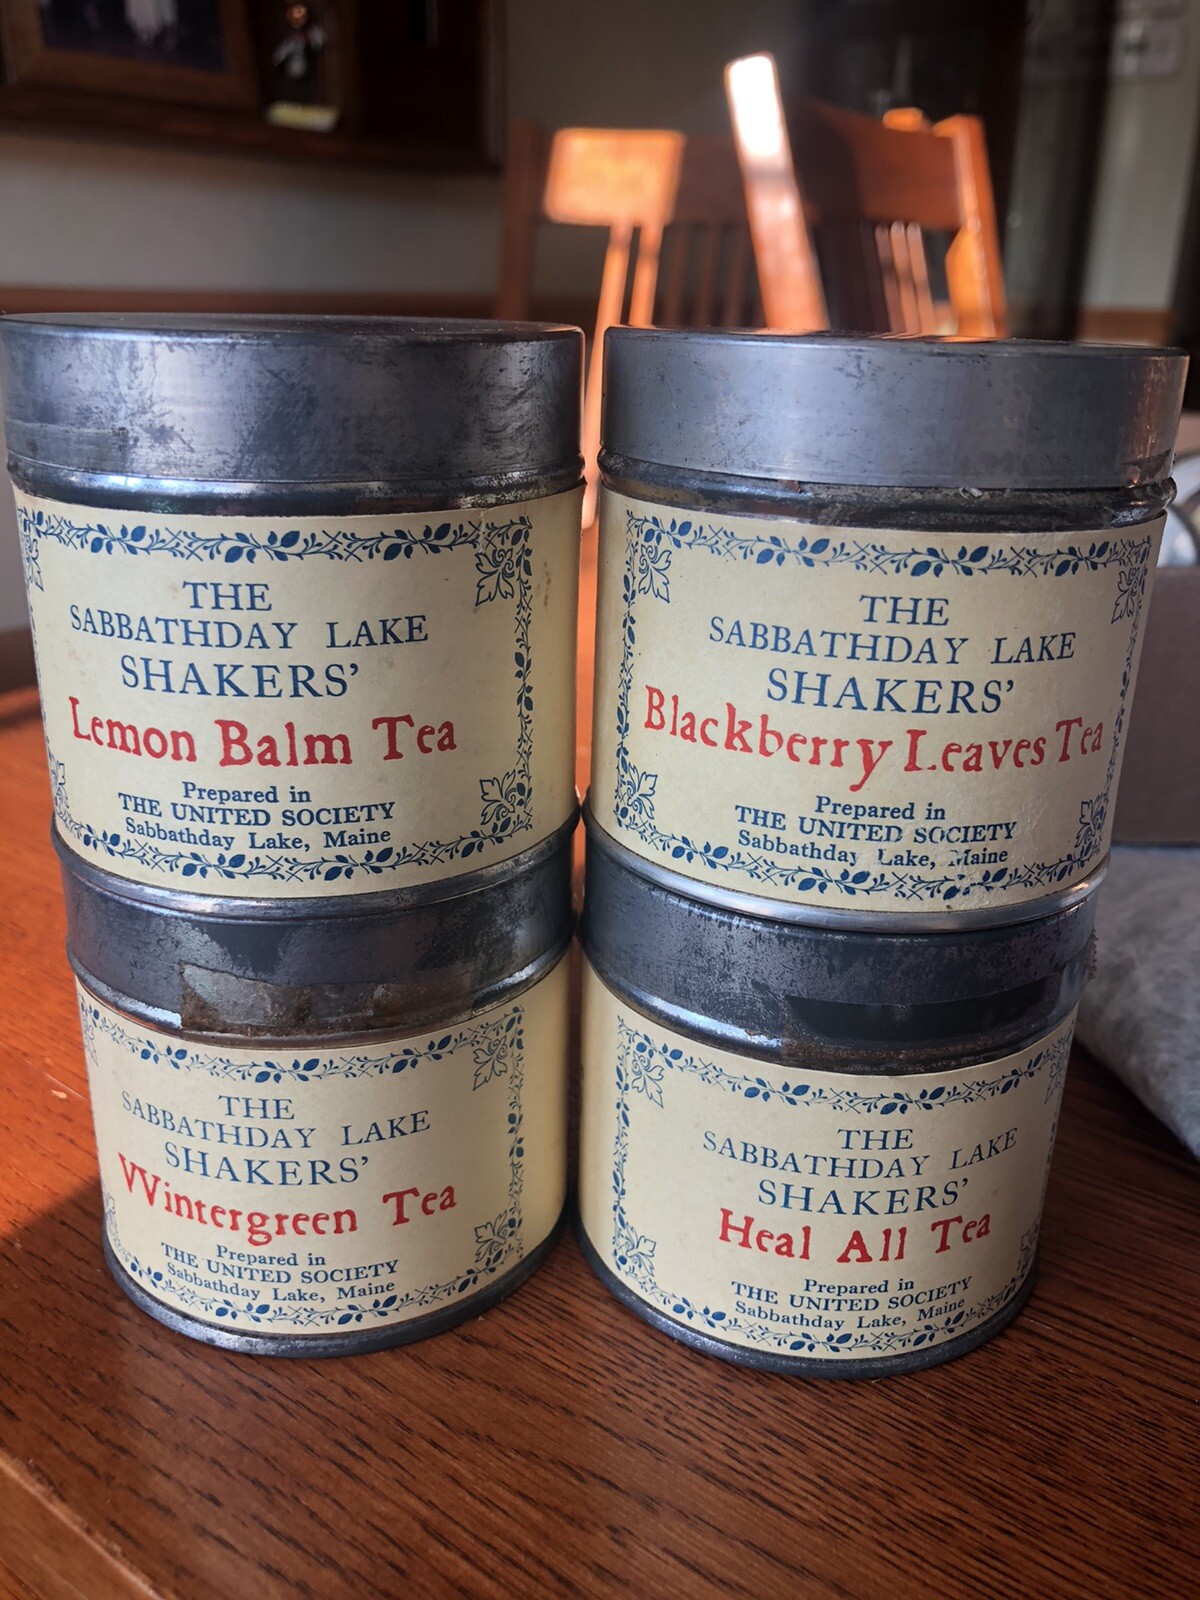 THE
SABBATHDAY LAKE
SHAKERS'
Lemon Balm Tea
Prepared in
THE UNITED SOCIETY
Sabbathday Lake, Maine
THE
SABBATHDAY LAKE
SHAKERS'
Blackberry Leaves Tea
Prepared in
THE UNITED SOCIETY
Sabbathday Lake, Maine
THE
SABBATHDAY LAKE
SHAKERS'
Wintergreen Tea
Prepared in
THE UNITED SOCIETY
Sabbathday Lake, Maine
THE
SABBATHDAY LAKE
SHAKERS'
Heal All Tea
Prepared in
THE UNITED SOCIETY
Sabbathday Lake, Maine